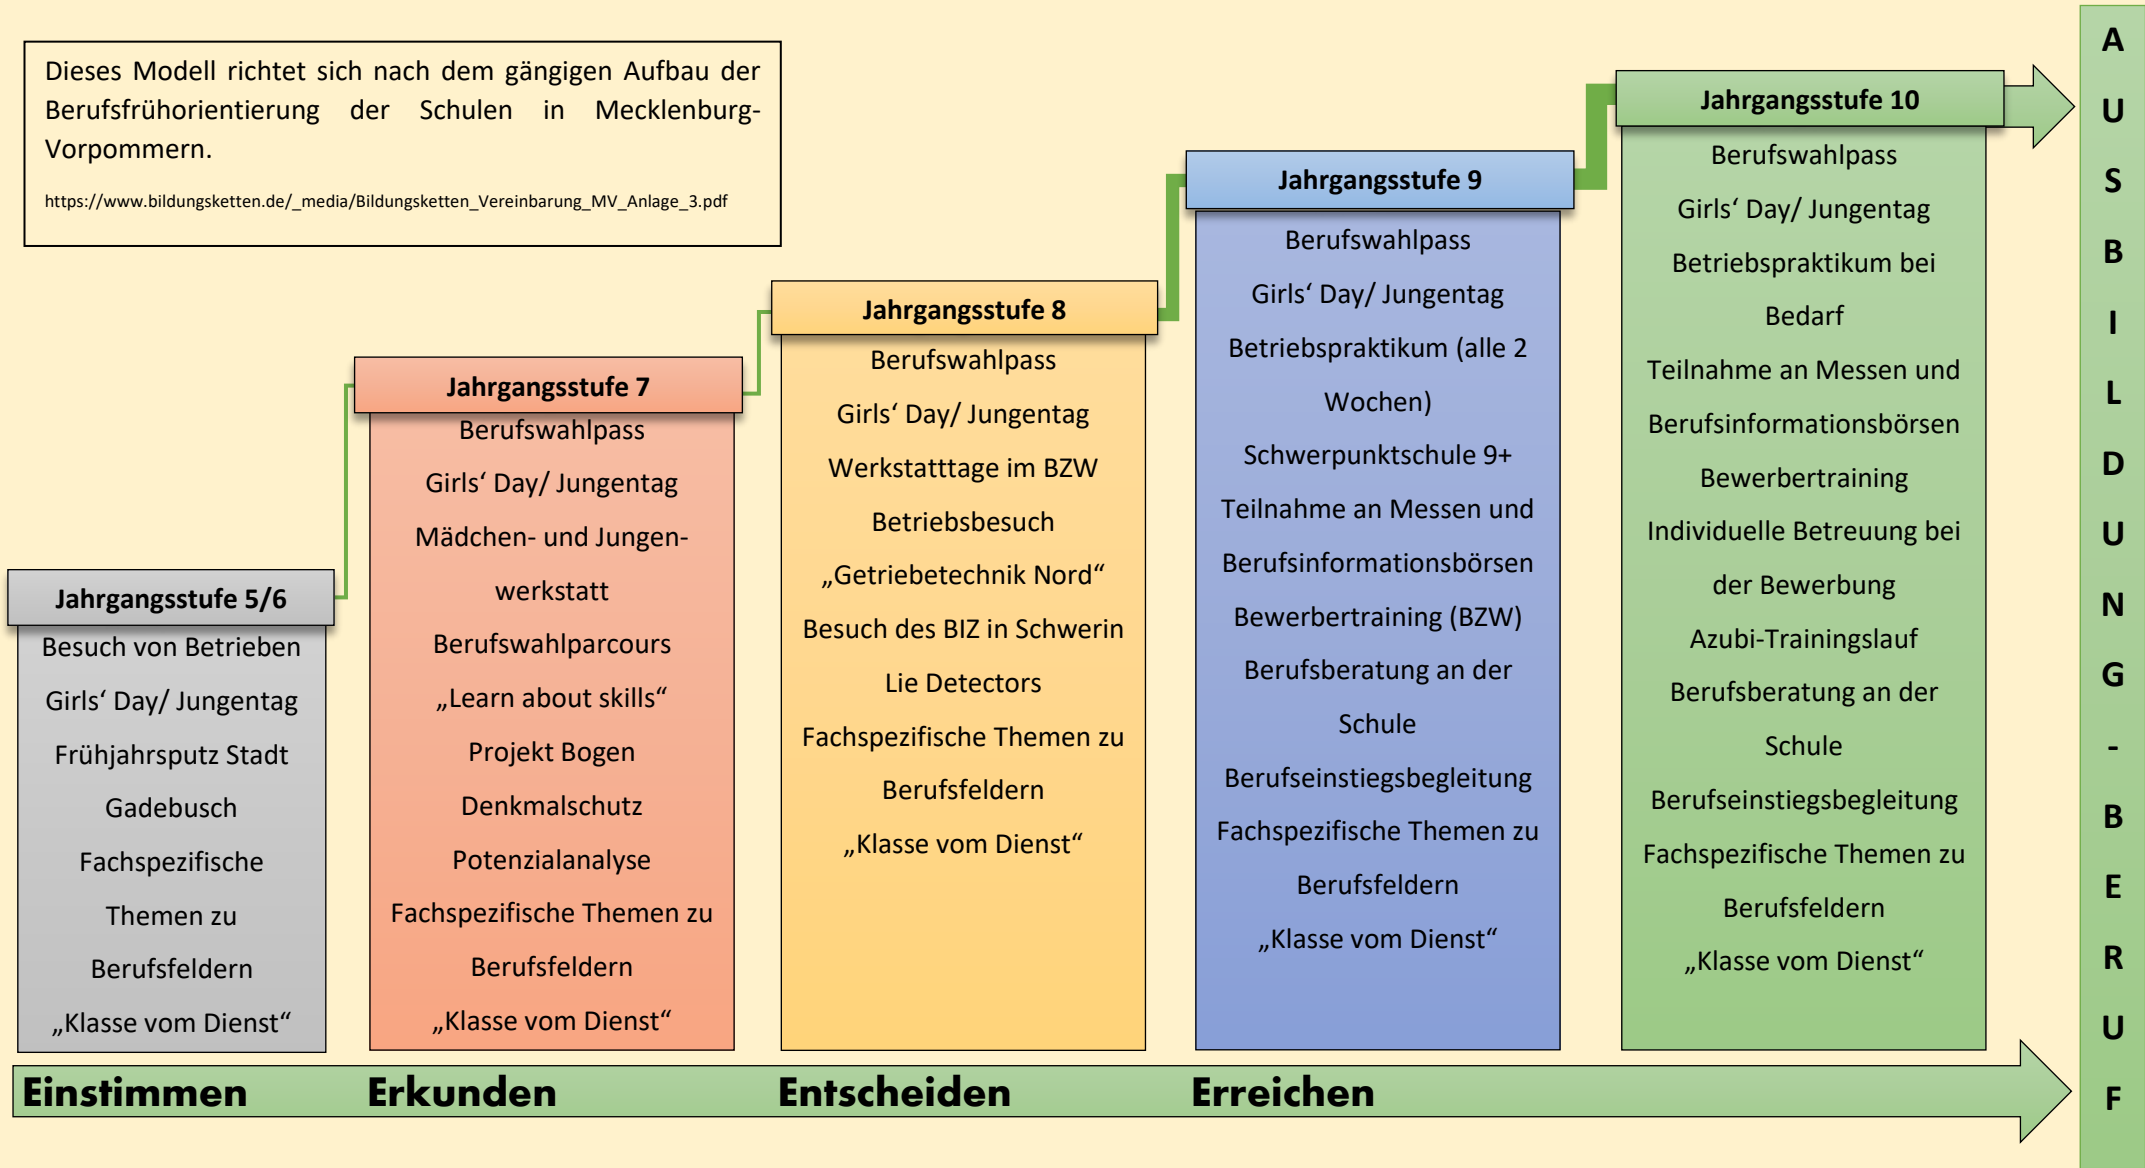 Dieses Modell richtet sich nach dem gängigen Aufbau der
Berufsfrühorientierung der Schulen in Mecklenburg-
Vorpommern.
https://www.bildungsketten.de/_media/Bildungsketten_Vereinbarung_MV_Anlage_3.pdf
Jahrgangsstufe 5/6
Besuch von Betrieben
Girls‘ Day/ Jungentag
Frühjahrsputz Stadt
Gadebusch
Fachspezifische
Themen zu
Berufsfeldern
„Klasse vom Dienst“
Jahrgangsstufe 7
Berufswahlpass
Girls‘ Day/ Jungentag
Mädchen- und Jungen-
werkstatt
Berufswahlparcours
„Learn about skills“
Projekt Bogen
Denkmalschutz
Potenzialanalyse
Fachspezifische Themen zu
Berufsfeldern
„Klasse vom Dienst“
Jahrgangsstufe 8
Berufswahlpass
Girls‘ Day/ Jungentag
Werkstatttage im BZW
Betriebsbesuch
„Getriebetechnik Nord“
Besuch des BIZ in Schwerin
Lie Detectors
Fachspezifische Themen zu
Berufsfeldern
„Klasse vom Dienst“
Jahrgangsstufe 9
Berufswahlpass
Girls‘ Day/ Jungentag
Betriebspraktikum (alle 2
Wochen)
Schwerpunktschule 9+
Teilnahme an Messen und
Berufsinformationsbörsen
Bewerbertraining (BZW)
Berufsberatung an der
Schule
Berufseinstiegsbegleitung
Fachspezifische Themen zu
Berufsfeldern
„Klasse vom Dienst“
Jahrgangsstufe 10
Berufswahlpass
Girls‘ Day/ Jungentag
Betriebspraktikum bei
Bedarf
Teilnahme an Messen und
Berufsinformationsbörsen
Bewerbertraining
Individuelle Betreuung bei
der Bewerbung
Azubi-Trainingslauf
Berufsberatung an der
Schule
Berufseinstiegsbegleitung
Fachspezifische Themen zu
Berufsfeldern
„Klasse vom Dienst“
Einstimmen Erkunden Entscheiden Erreichen
AUSBILDUNG-BERUF